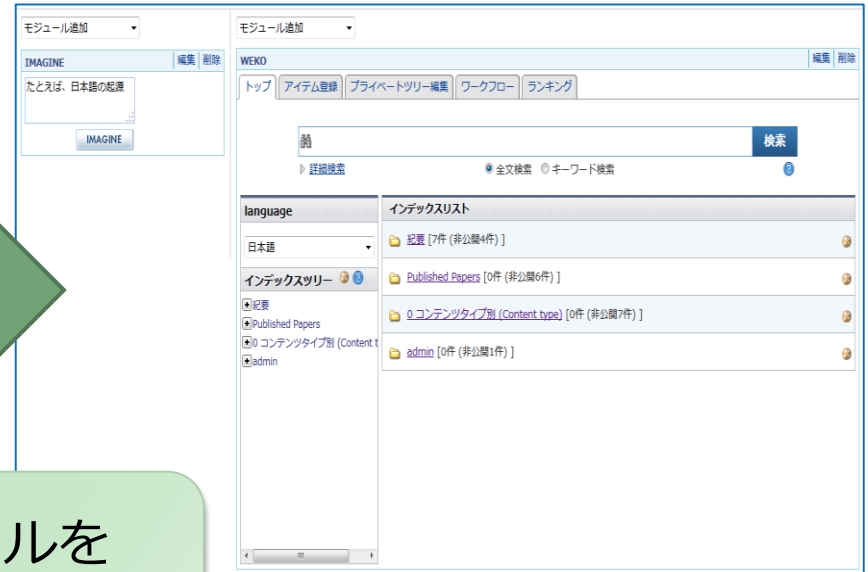 モジュール追加
IMAGINE
編集 削除
たとえば、日本語の起源
IMAGINE
モジュール追加
WEKO
編集 削除
トップ アイテム登録 プライベートツリー編集 ワークフロー ランキング
検索
詳細検索
全文検索 キーワード検索
language
日本語
インデックスツリー
紀要
Published Papers
0 コンテンツタイプ別 (Content t
admin
インデックスリスト
紀要 [7件 (非公開4件) ]
Published Papers [0件 (非公開6件) ]
0 コンテンツタイプ別 (Content type) [0件 (非公開7件) ]
admin [0件 (非公開1件) ]
ルを